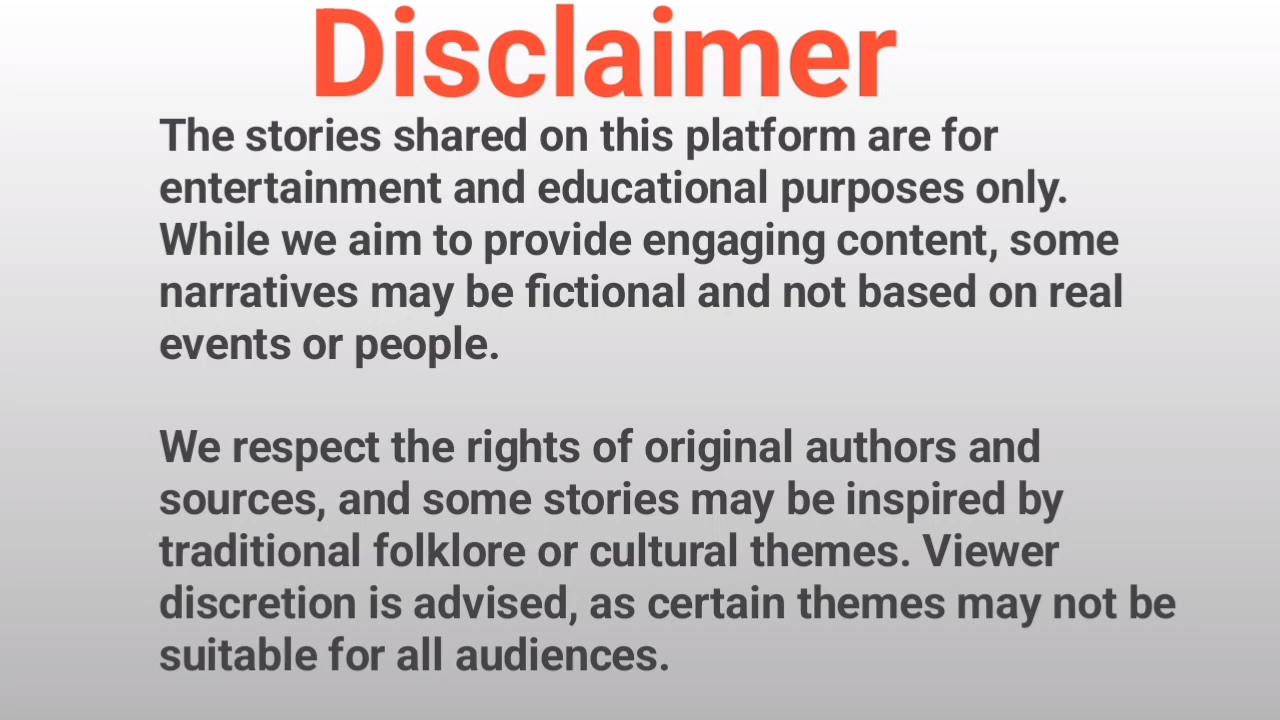 Disclaimer
The stories shared on this platform are for
entertainment and educational purposes only.
While we aim to provide engaging content, some
narratives may be fictional and not based on real
events or people.
We respect the rights of original authors and
sources, and some stories may be inspired by
traditional folklore or cultural themes. Viewer
discretion is advised, as certain themes may not be
suitable for all audiences.